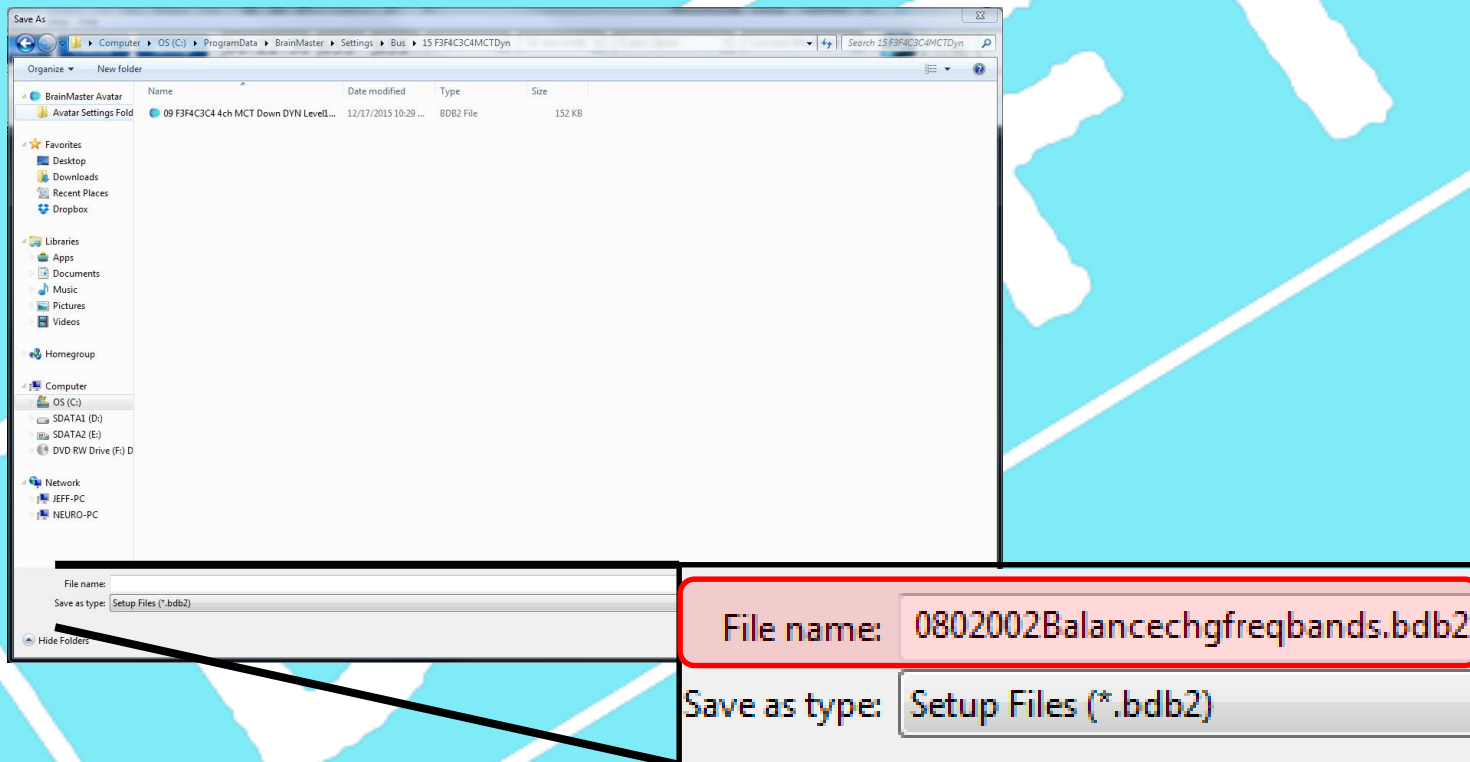 Save As
Computer ▸ OS (C:) ▸ ProgramData ▸ BrainMaster ▸ Settings ▸ Bus ▸ 15 F3F4C3C4MCTDyn
Search 15 F3F4C3C4MCTDyn
Organize
New folder
BrainMaster Avatar
Avatar Settings Fold
Favorites
Desktop
Downloads
Recent Places
Dropbox
Libraries
Apps
Documents
Music
Pictures
Videos
Homegroup
Computer
OS (C:)
SDATA1 (D:)
SDATA2 (E:)
DVD RW Drive (F:) D
Network
JEFF-PC
NEURO-PC
Name Date modified Type Size
09 F3F4C3C4 4ch MCT Down DYN Level1... 12/17/2015 10:29 ... BDB2 File 152 KB
File name:
Save as type: Setup Files (*.bdb2)
Hide Folders
File name: 0802002Balancechgfreqbands.bdb2
Save as type: Setup Files (*.bdb2)